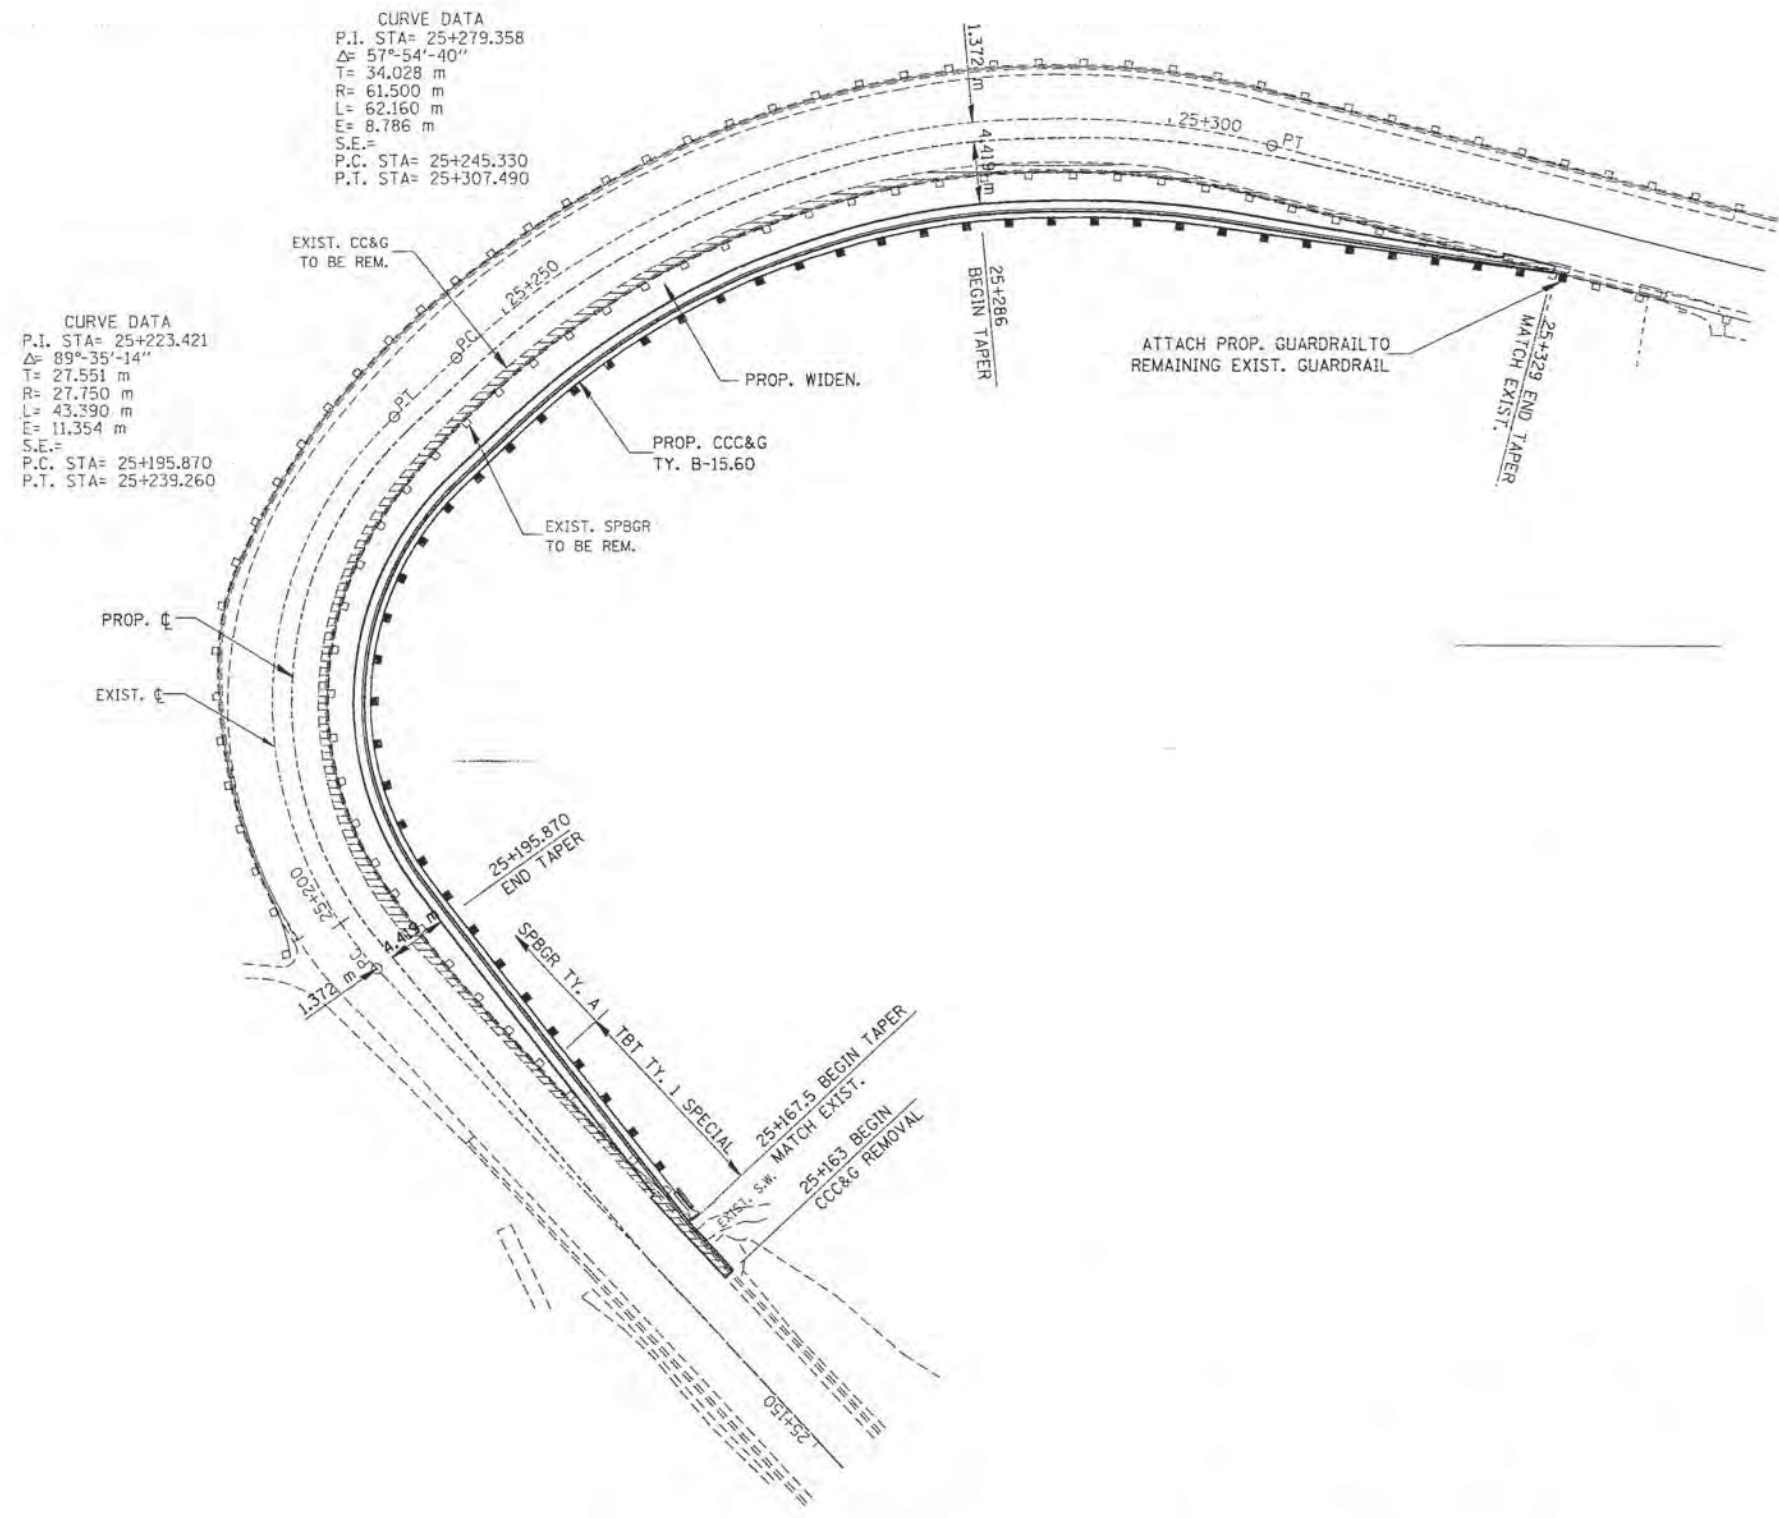 CURVE DATA
P.I. STA= 25+279.358
Δ= 57°-54'-40"
T= 34.028 m
R= 61.500 m
L= 62.160 m
E= 8.786 m
S.E.=
P.C. STA= 25+245.330
P.T. STA= 25+307.490
1.372 m
4.419 m
25+300
PT
EXIST. CC&G
TO BE REM.
25+250
P.C.
PT
25+286
BEGIN TAPER
ATTACH PROP. GUARDRAIL TO
REMAINING EXIST. GUARDRAIL
25+329 END TAPER
MATCH EXIST.
CURVE DATA
P.I. STA= 25+223.421
Δ= 89°-35'-14"
T= 27.551 m
R= 27.750 m
L= 43.390 m
E= 11.354 m
S.E.=
P.C. STA= 25+195.870
P.T. STA= 25+239.260
PROP. WIDEN.
PROP. CCC&G
TY. B-15.60
EXIST. SPBGR
TO BE REM.
PROP. ℄
EXIST. ℄
25+195.870
END TAPER
25+200
4.419 m
PC
1.372 m
SPBGR TY. A
TBT TY. 1 SPECIAL
25+167.5 BEGIN TAPER
MATCH EXIST.
EXIST. S.W.
25+163 BEGIN
CCC&G REMOVAL
25+150